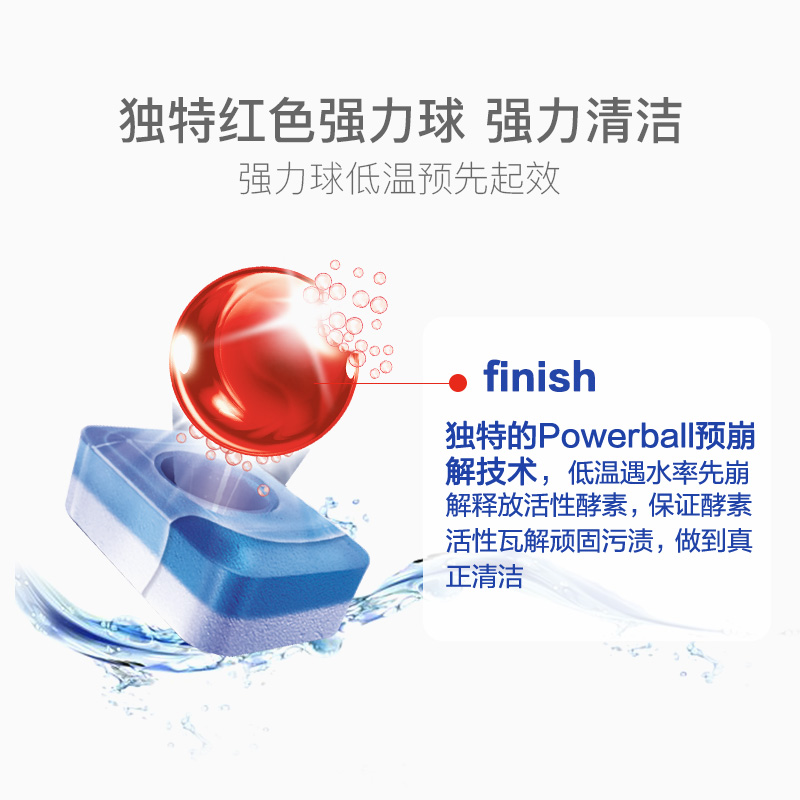 独特红色强力球 强力清洁
强力球低温预先起效
finish
独特的Powerball预崩
解技术，低温遇水率先崩
解释放活性酵素，保证酵素
活性瓦解顽固污渍，做到真
正清洁